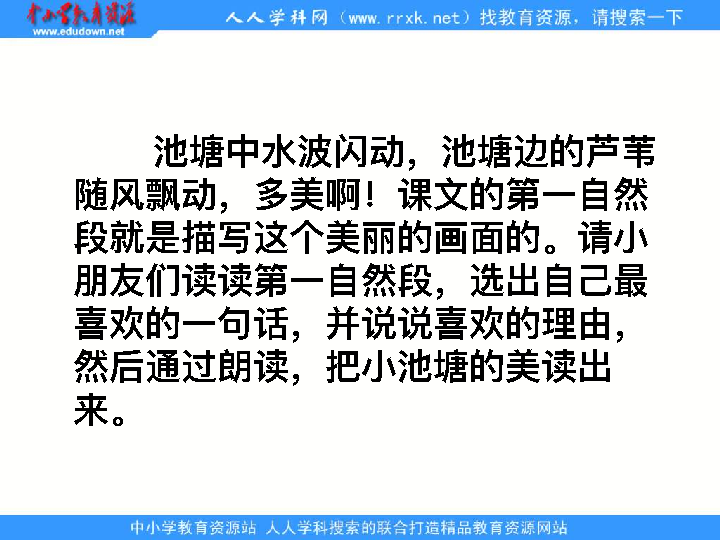 中小学教育资源
www.edudown.net
人人学科网（www.rrxk.net）找教育资源，请搜索一下
池塘中水波闪动，池塘边的芦苇
随风飘动，多美啊！课文的第一自然
段就是描写这个美丽的画面的。请小
朋友们读读第一自然段，选出自己最
喜欢的一句话，并说说喜欢的理由，
然后通过朗读，把小池塘的美读出
来。
中小学教育资源站 人人学科搜索的联合打造精品教育资源网站